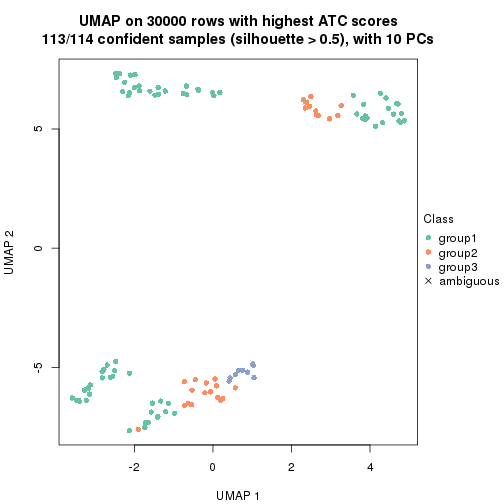 UMAP on 30000 rows with highest ATC scores
113/114 confident samples (silhouette > 0.5), with 10 PCs
5
0
-5
UMAP 2
-2
0
2
4
UMAP 1
Class
group1
group2
group3
ambiguous